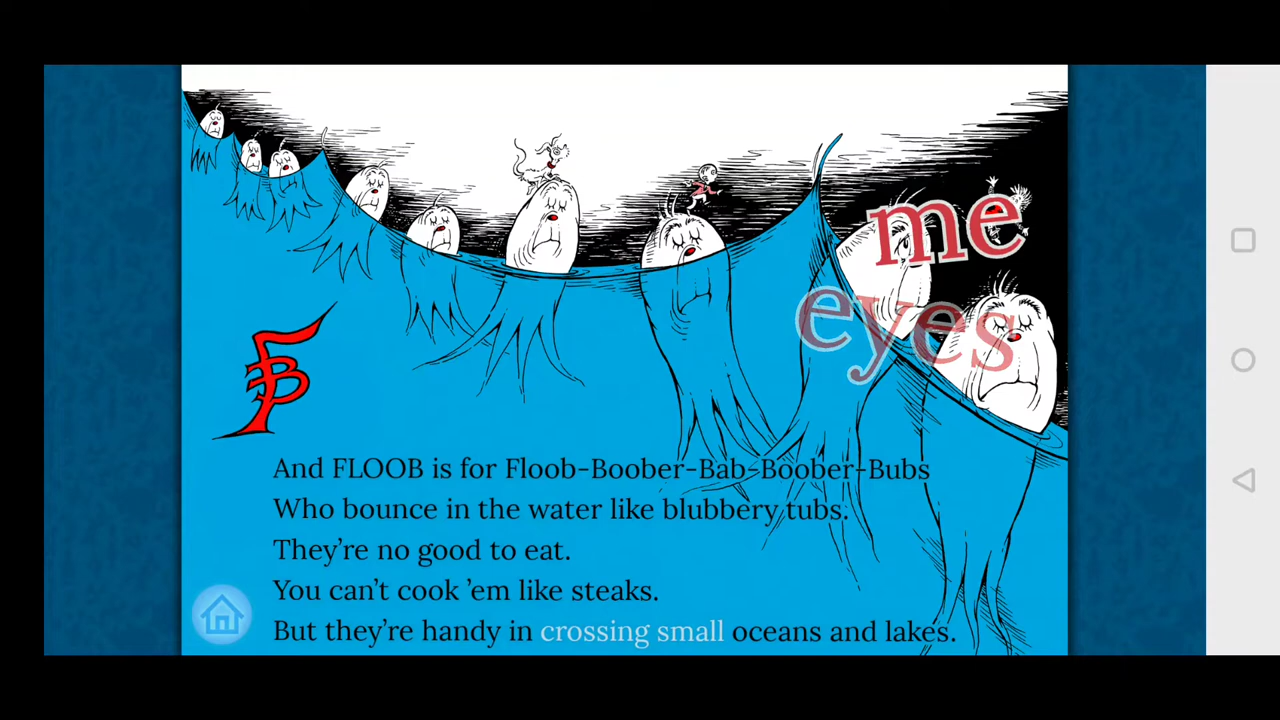 me
eyes
And FLOOB is for Floob-Boober-Bab-Boober-Bubs
Who bounce in the water like blubbery tubs.
They’re no good to eat.
You can’t cook ’em like steaks.
But they’re handy in crossing small oceans and lakes.